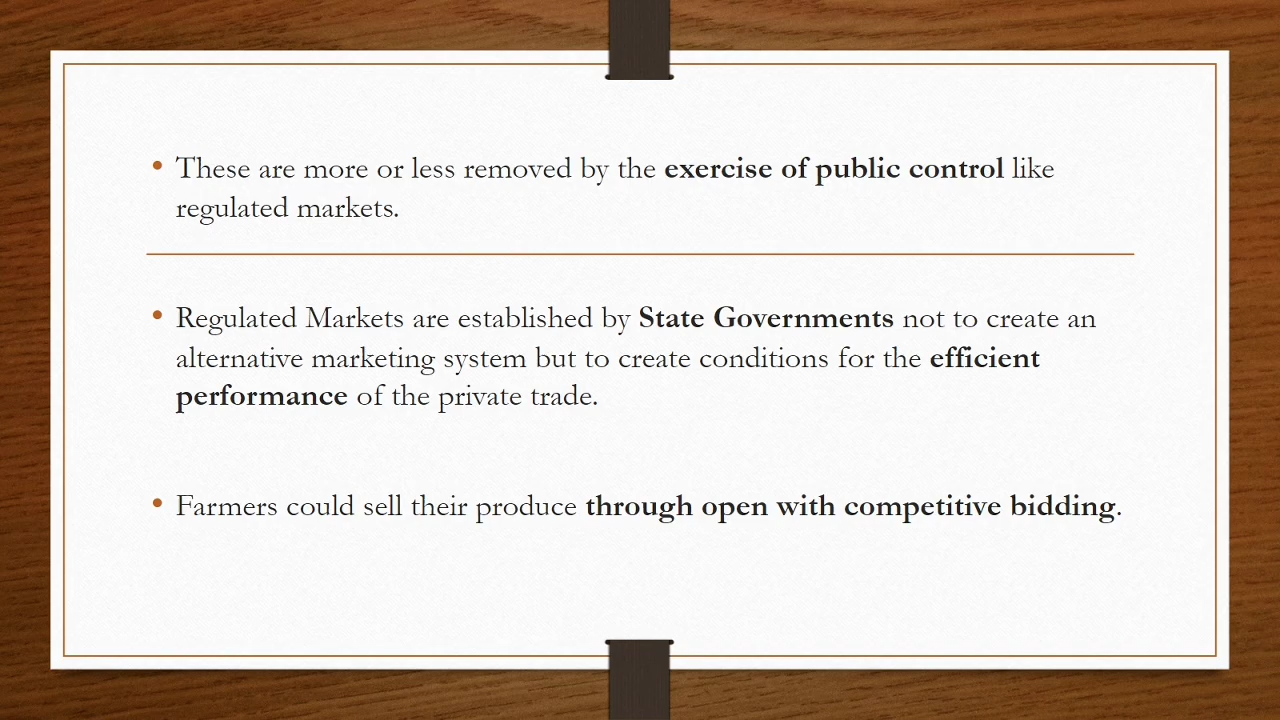 • These are more or less removed by the exercise of public control like
regulated markets.
• Regulated Markets are established by State Governments not to create an
alternative marketing system but to create conditions for the efficient
performance of the private trade.
• Farmers could sell their produce through open with competitive bidding.